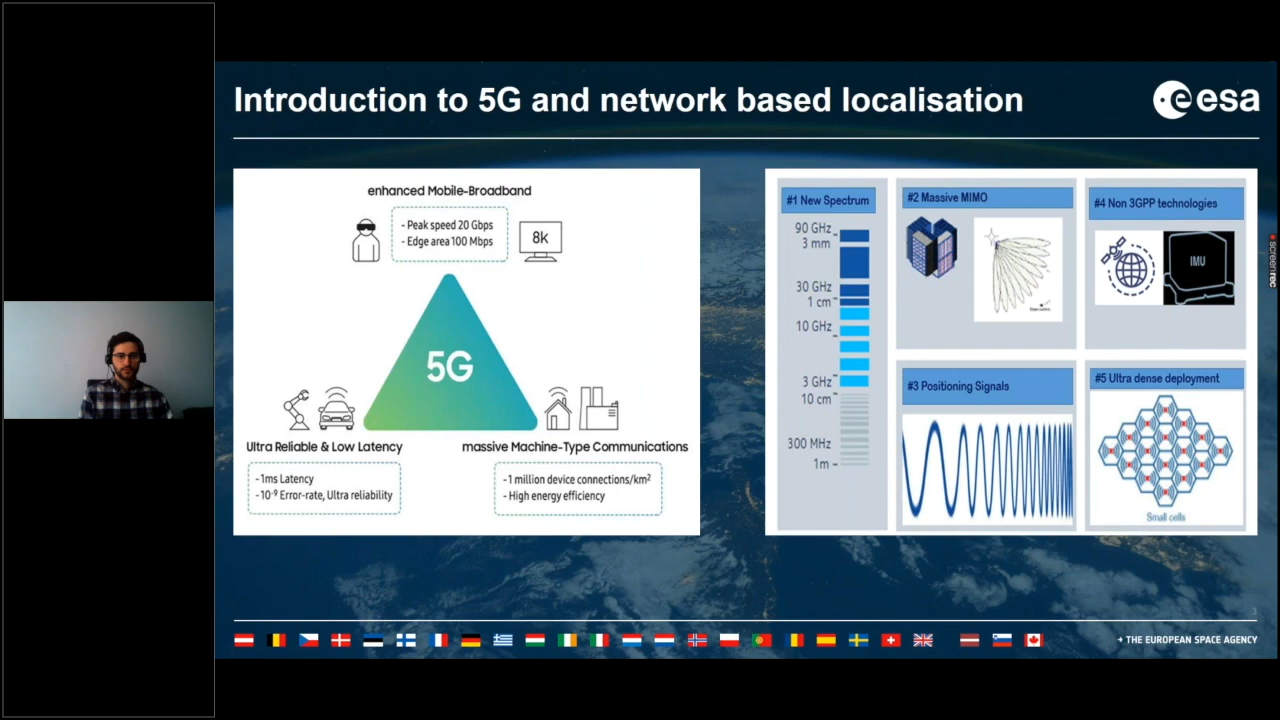 Introduction to 5G and network based localisation
esa
enhanced Mobile-Broadband
- Peak speed 20 Gbps
- Edge area 100 Mbps
8k
5G
Ultra Reliable & Low Latency
- 1ms Latency
- 10⁻⁹ Error-rate, Ultra reliability
massive Machine-Type Communications
- 1 million device connections/km²
- High energy efficiency
#1 New Spectrum
90 GHz
3 mm
30 GHz
1 cm
10 GHz
3 GHz
10 cm
300 MHz
1m
#2 Massive MIMO
#3 Positioning Signals
#4 Non 3GPP technologies
IMU
#5 Ultra dense deployment
Small cells
3
→ THE EUROPEAN SPACE AGENCY
screenrec